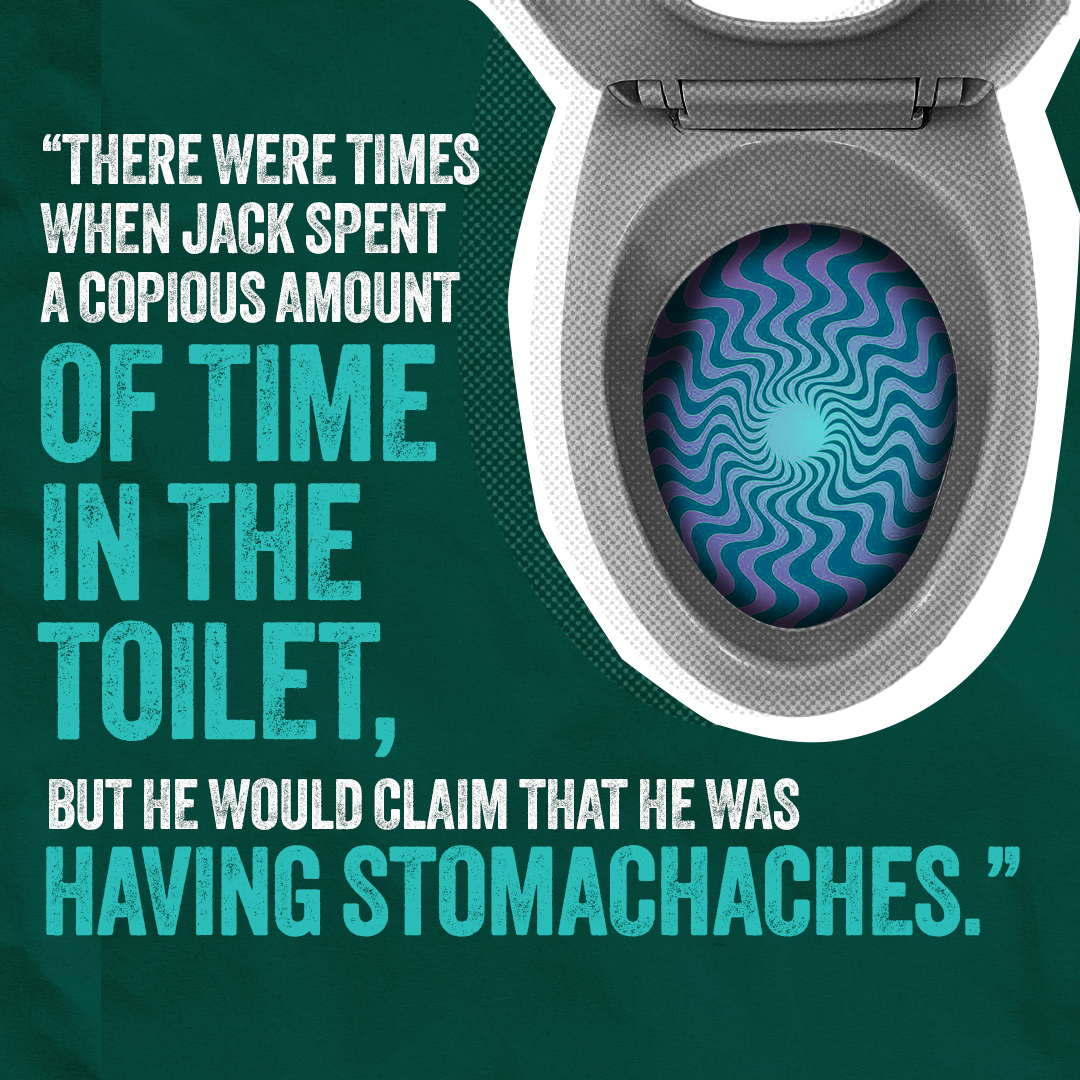 “THERE WERE TIMES
WHEN JACK SPENT
A COPIOUS AMOUNT
OF TIME
IN THE
TOILET,
BUT HE WOULD CLAIM THAT HE WAS
HAVING STOMACHACHES.”